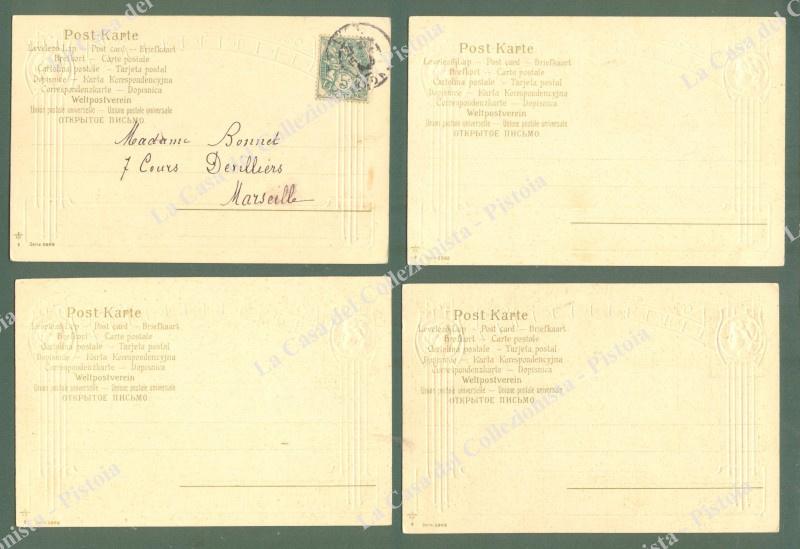 Post Karte
Levelező Lap — Post card — Briefkaart
Brefkort — Carte postale
Cartolina postale — Tarjeta postal
Dopisnice — Karta Korespondencyjna
Correspondenzkarte — Dopisnica
Weltpostverein
Union postale universelle — Unione postale universale
ОТКРЫТОЕ ПИСЬМО
Madame Bonnet
7 Cours Devilliers
Marseille
Post Karte
Levelező Lap — Post card — Briefkaart
Brefkort — Carte postale
Cartolina postale — Tarjeta postal
Dopisnice — Karta Korespondencyjna
Correspondenzkarte — Dopisnica
Weltpostverein
Union postale universelle — Unione postale universale
ОТКРЫТОЕ ПИСЬМО
Post Karte
Levelező Lap — Post card — Briefkaart
Brefkort — Carte postale
Cartolina postale — Tarjeta postal
Dopisnice — Karta Korespondencyjna
Correspondenzkarte — Dopisnica
Weltpostverein
Union postale universelle — Unione postale universale
ОТКРЫТОЕ ПИСЬМО
Post Karte
Levelező Lap — Post card — Briefkaart
Brefkort — Carte postale
Cartolina postale — Tarjeta postal
Dopisnice — Karta Korespondencyjna
Correspondenzkarte — Dopisnica
Weltpostverein
Union postale universelle — Unione postale universale
ОТКРЫТОЕ ПИСЬМО
La Casa del Collezionista - Pistoia